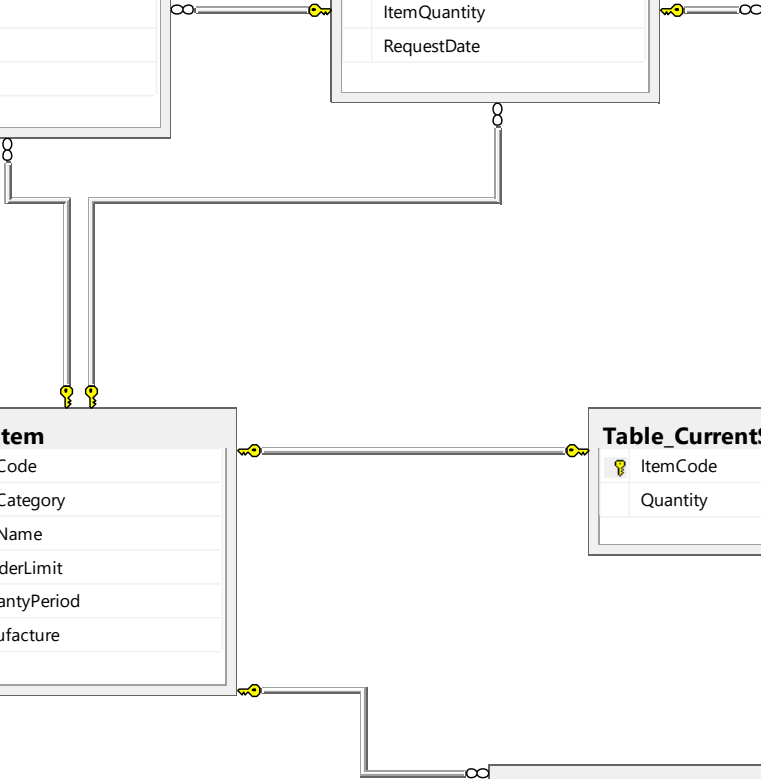 ItemQuantity
RequestDate
tem
Code
Category
Name
derLimit
antyPeriod
ufacture
Table_CurrentS
ItemCode
Quantity